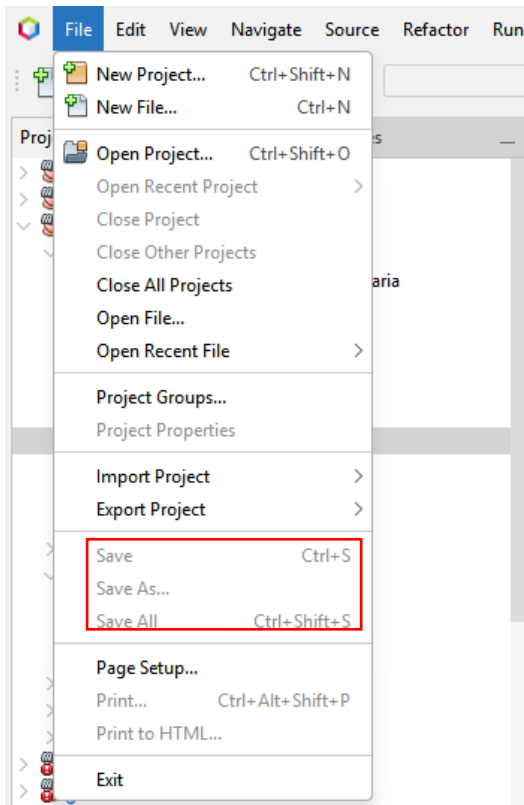 File Edit View Navigate Source Refactor Run
New Project... Ctrl+Shift+N
New File... Ctrl+N
Proj es
Open Project... Ctrl+Shift+O
Open Recent Project
Close Project
Close Other Projects
Close All Projects aria
Open File...
Open Recent File
Project Groups...
Project Properties
Import Project
Export Project
Save Ctrl+S
Save As...
Save All Ctrl+Shift+S
Page Setup...
Print... Ctrl+Alt+Shift+P
Print to HTML...
Exit